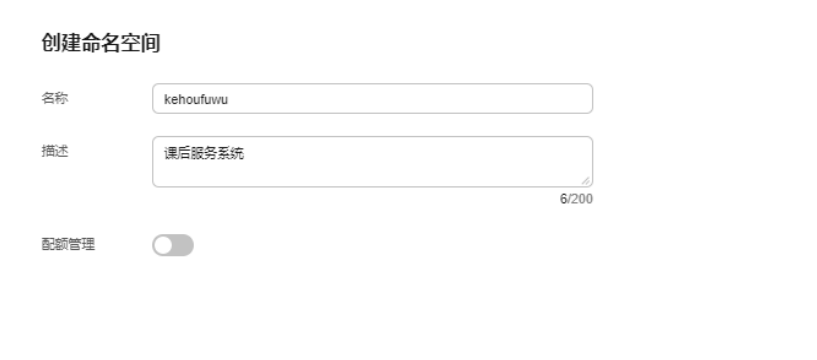 创建命名空间
名称
kehoufuwu
描述
课后服务系统
6/200
配额管理